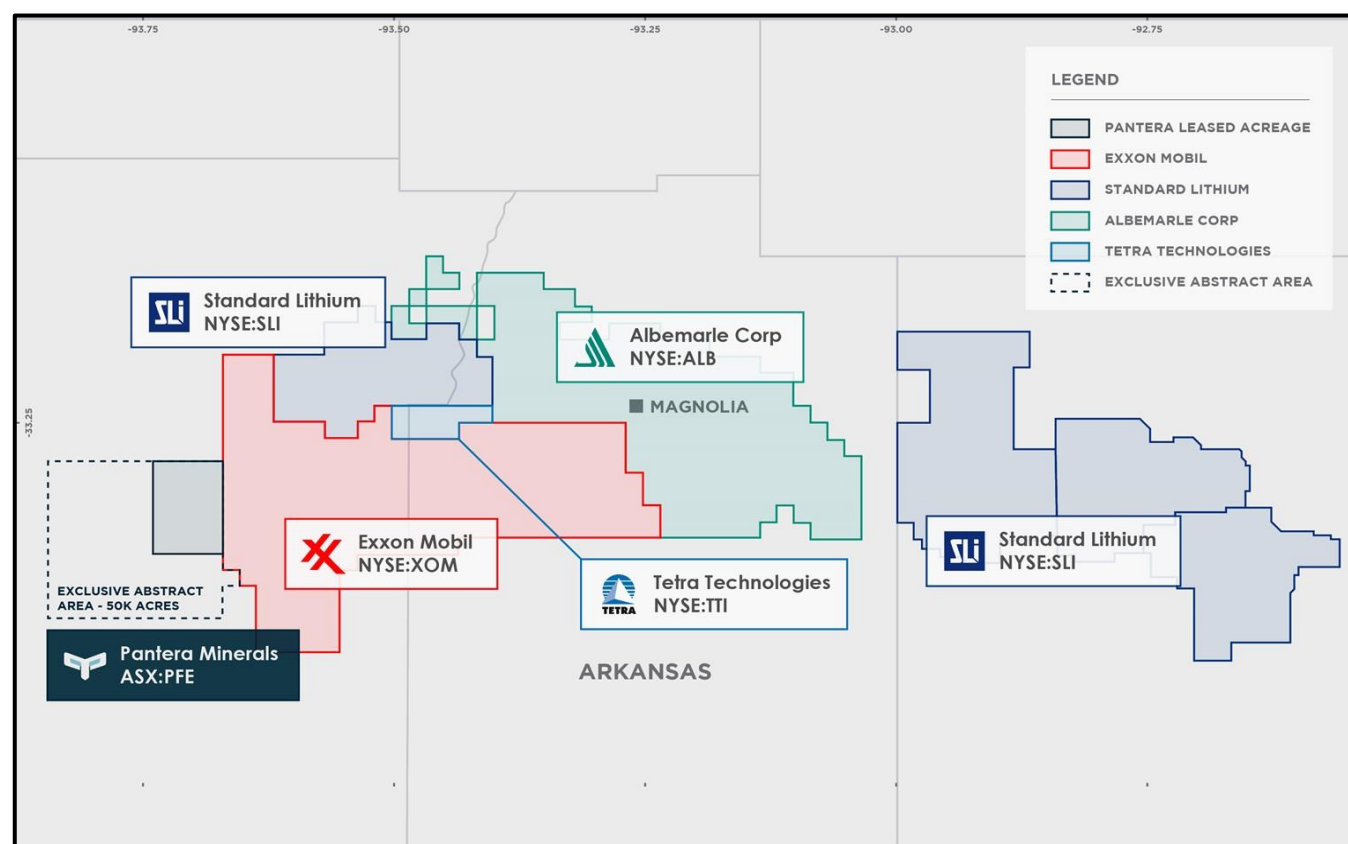 -93.75
-93.50
-93.25
-93.00
-92.75
LEGEND
PANTERA LEASED ACREAGE
EXXON MOBIL
STANDARD LITHIUM
ALBEMARLE CORP
TETRA TECHNOLOGIES
EXCLUSIVE ABSTRACT AREA
SLi
Standard Lithium
NYSE:SLI
Albemarle Corp
NYSE:ALB
MAGNOLIA
-33.25
Exxon Mobil
NYSE:XOM
SLi
Standard Lithium
NYSE:SLI
TETRA
Tetra Technologies
NYSE:TTI
EXCLUSIVE ABSTRACT
AREA - 50K ACRES
Pantera Minerals
ASX:PFE
ARKANSAS